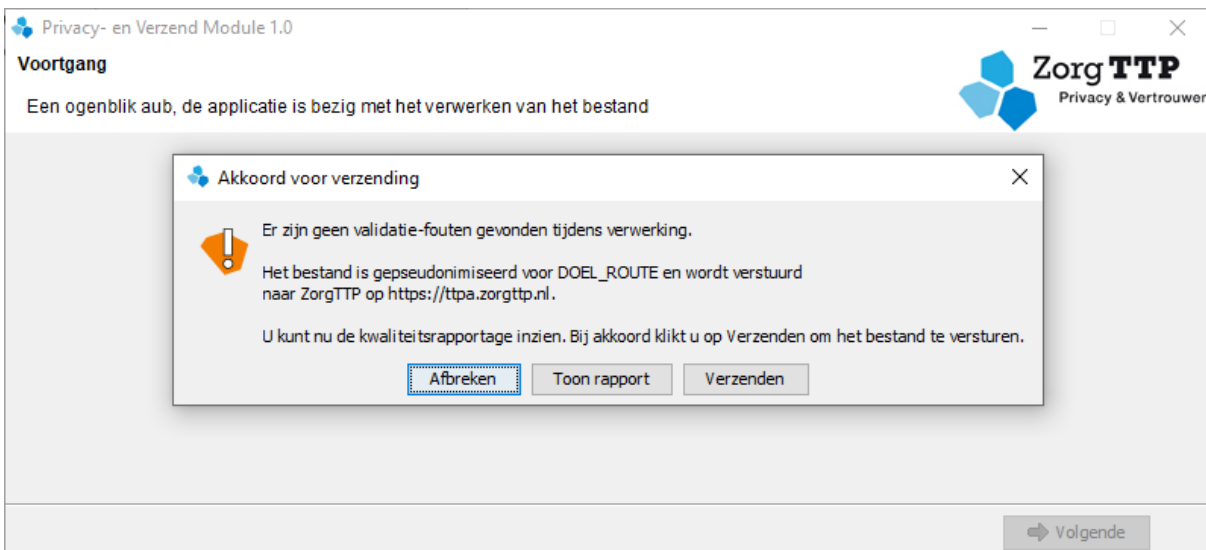 Privacy- en Verzend Module 1.0
Voortgang
Een ogenblik aub, de applicatie is bezig met het verwerken van het bestand
Zorg TTP
Privacy & Vertrouwen
Akkoord voor verzending
Er zijn geen validatie-fouten gevonden tijdens verwerking.
Het bestand is gepseudonimiseerd voor DOEL_ROUTE en wordt verstuurd
naar ZorgTTP op https://ttpa.zorgttp.nl.
U kunt nu de kwaliteitsrapportage inzien. Bij akkoord klikt u op Verzenden om het bestand te versturen.
Afbreken
Toon rapport
Verzenden
Volgende